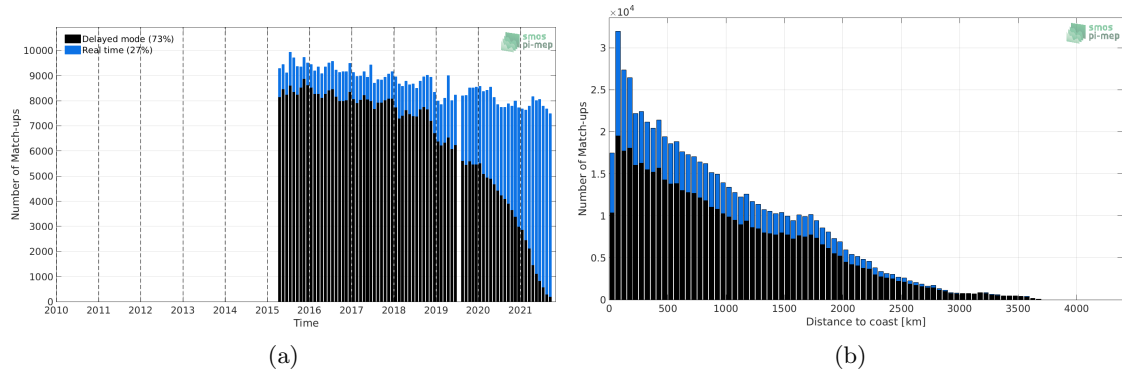 Delayed mode (73%)
Real time (27%)
smos
pi-mep
Number of Match-ups
10000
9000
8000
7000
6000
5000
4000
3000
2000
1000
0
2010 2011 2012 2013 2014 2015 2016 2017 2018 2019 2020 2021
Time
(a)
×10⁴
smos
pi-mep
Number of Match-ups
3
2.5
2
1.5
1
0.5
0
0 500 1000 1500 2000 2500 3000 3500 4000
Distance to coast [km]
(b)